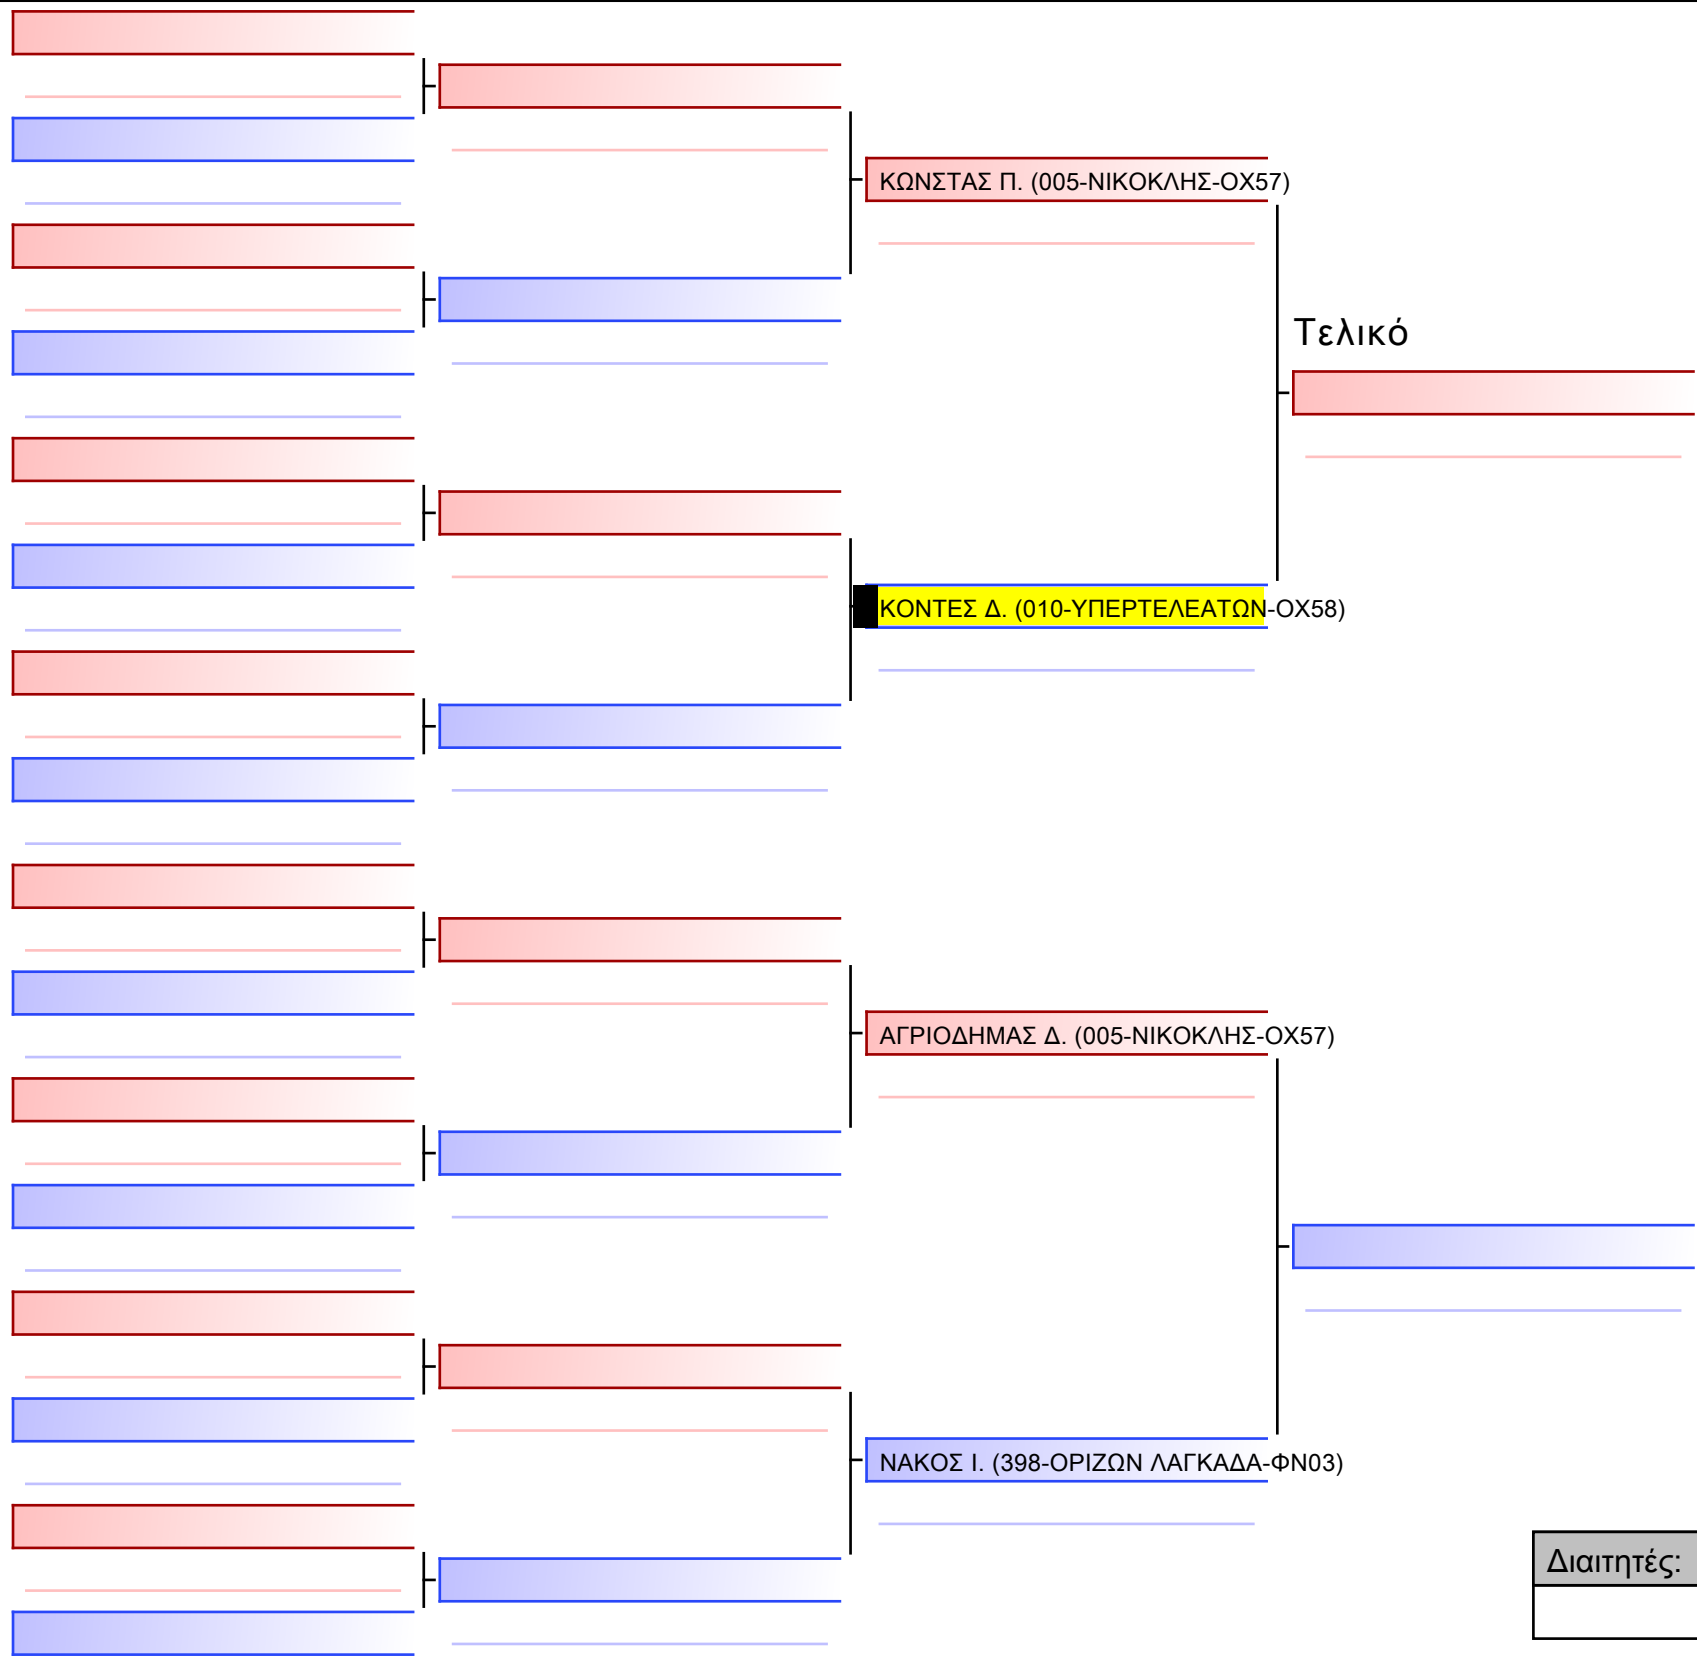 ΚΩΝΣΤΑΣ Π. (005-ΝΙΚΟΚΛΗΣ-ΟΧ57)
Τελικό
ΚΟΝΤΕΣ Δ. (010-ΥΠΕΡΤΕΛΕΑΤΩΝ-ΟΧ58)
ΑΓΡΙΟΔΗΜΑΣ Δ. (005-ΝΙΚΟΚΛΗΣ-ΟΧ57)
ΝΑΚΟΣ Ι. (398-ΟΡΙΖΩΝ ΛΑΓΚΑΔΑ-ΦΝ03)
Διαιτητές: